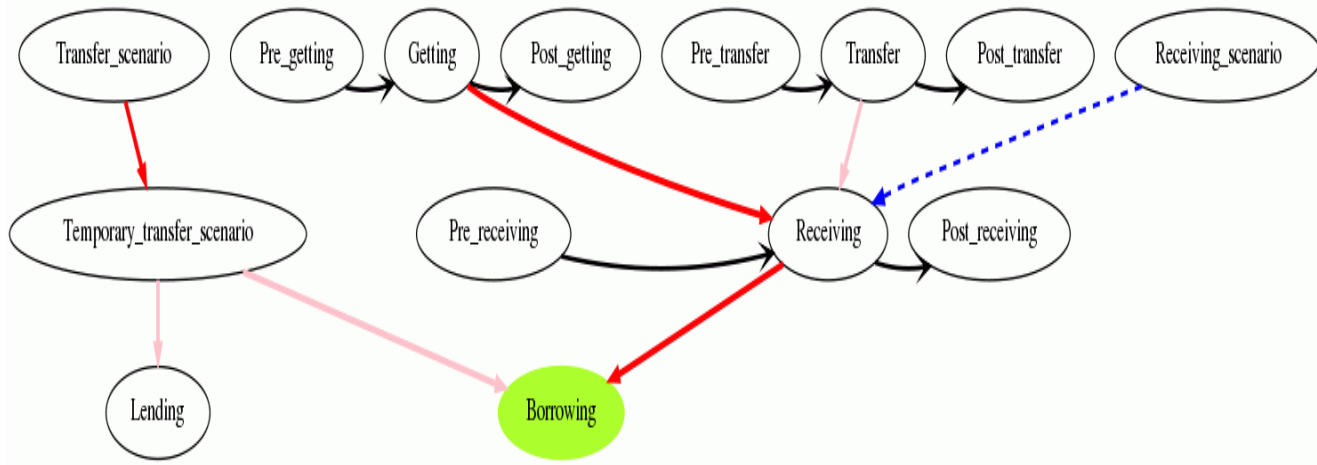 Transfer_scenario
Pre_getting
Getting
Post_getting
Pre_transfer
Transfer
Post_transfer
Receiving_scenario
Temporary_transfer_scenario
Pre_receiving
Receiving
Post_receiving
Lending
Borrowing